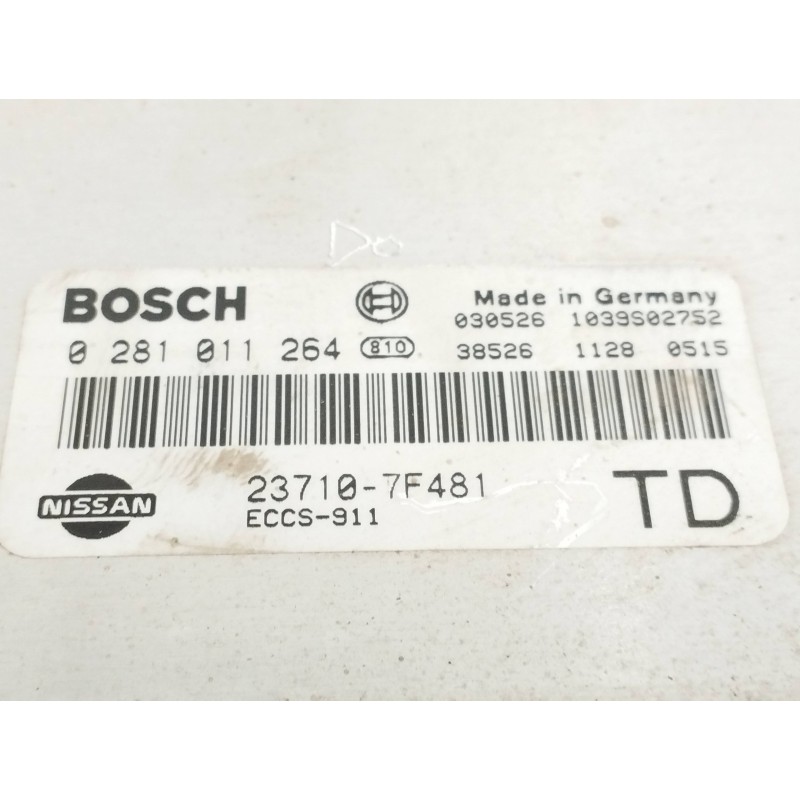 Do
BOSCH Made in Germany
030526 1039S02752
0 281 011 264 810 38526 1128 0515
NISSAN 23710-7F481 TD
ECCS-911